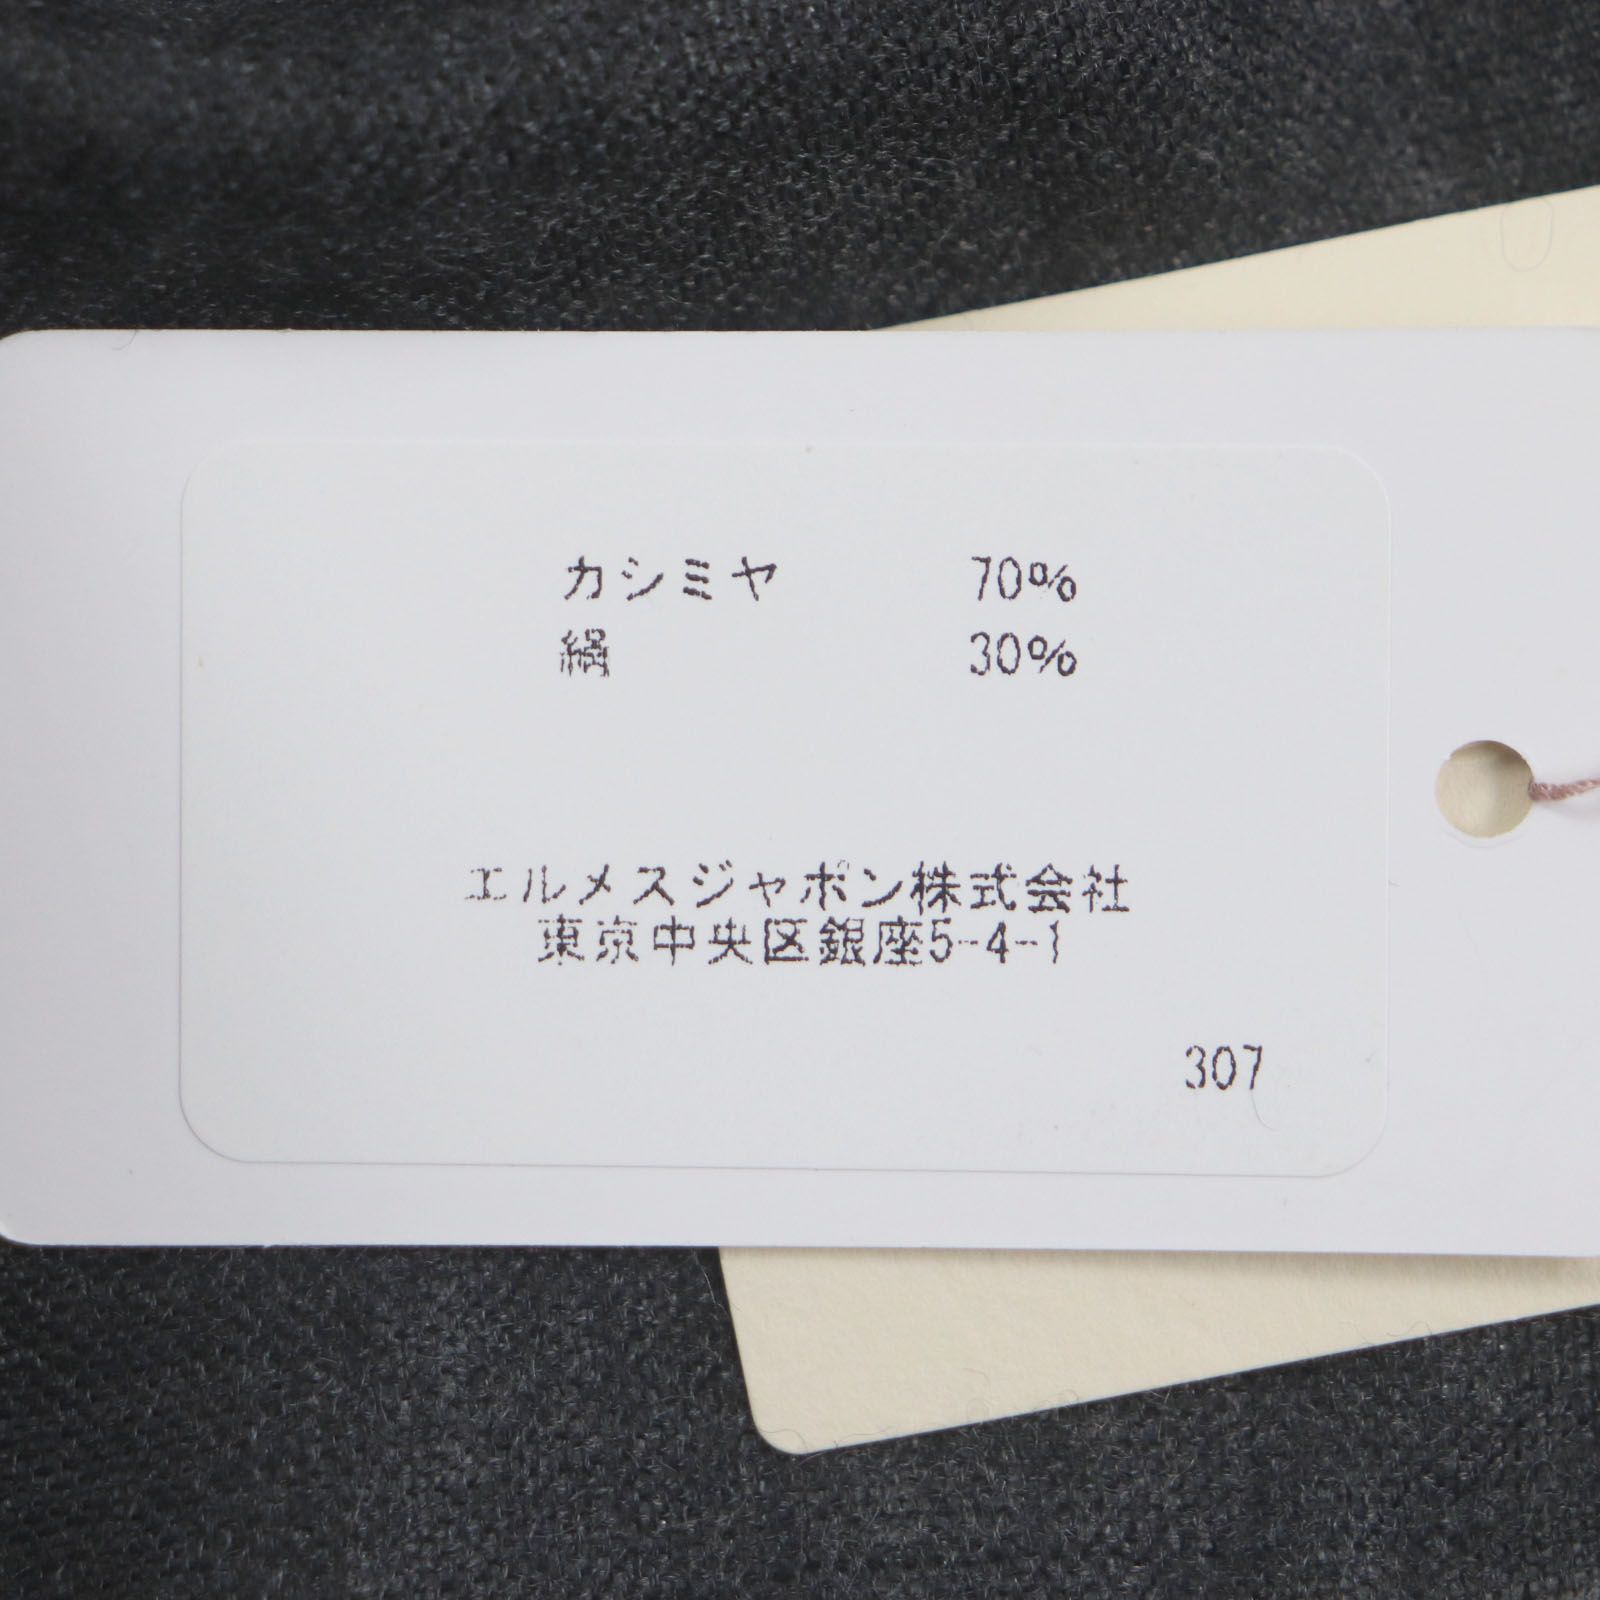 カシミヤ 70%
絹 30%
エルメスジャポン株式会社
東京中央区銀座5-4-1
307